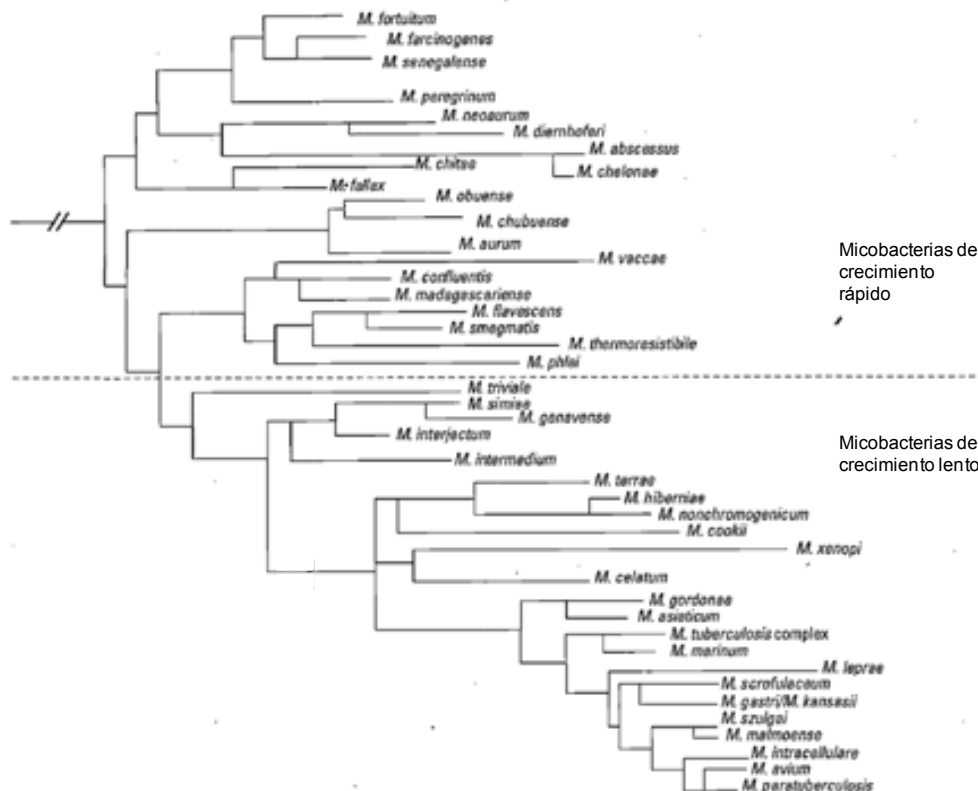 M. fortuitum
M. farcinogenes
M. senegalense
M. peregrinum
M. neoaurum
M. diernhoferi
M. abscessus
M. chitae
M. chelonae
M. fallax
M. obuense
M. chubuense
M. aurum
M. vaccae
M. confluentis
M. madagascariense
M. flavescens
M. smegmatis
M. thermoresistibile
M. phlei
Micobacterias de
crecimiento
rápido
M. triviale
M. simiae
M. genavense
M. interjectum
M. intermedium
Micobacterias de
crecimiento lento
M. terrae
M. hiberniae
M. nonchromogenicum
M. cookii
M. xenopi
M. celatum
M. gordonae
M. asiaticum
M. tuberculosis complex
M. marinum
M. leprae
M. scrofulaceum
M. gastri/M. kansasii
M. szulgai
M. malmoense
M. intracellulare
M. avium
M. paratuberculosis